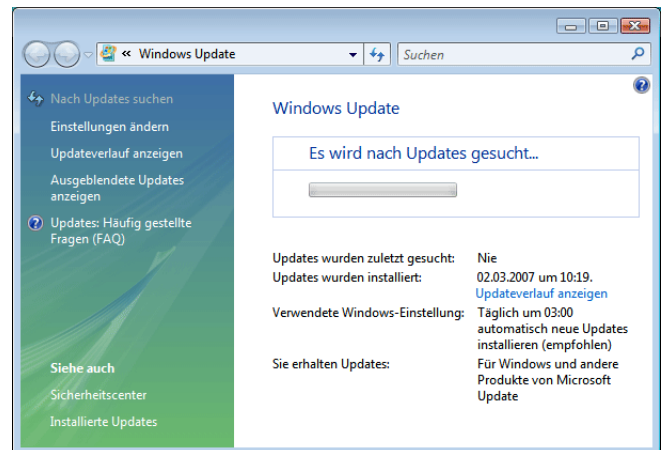 « Windows Update
Suchen
Nach Updates suchen
Einstellungen ändern
Updateverlauf anzeigen
Ausgeblendete Updates
anzeigen
Updates: Häufig gestellte
Fragen (FAQ)
Siehe auch
Sicherheitscenter
Installierte Updates
Windows Update
Es wird nach Updates gesucht...
Updates wurden zuletzt gesucht: Nie
Updates wurden installiert: 02.03.2007 um 10:19.
Updateverlauf anzeigen
Verwendete Windows-Einstellung: Täglich um 03:00
automatisch neue Updates
installieren (empfohlen)
Sie erhalten Updates: Für Windows und andere
Produkte von Microsoft
Update